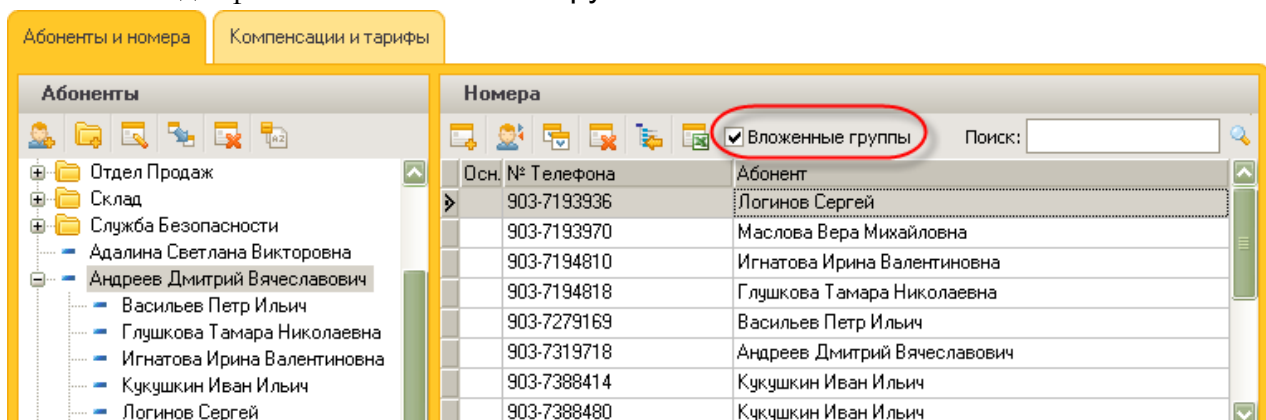 Абоненты и номера
Компенсации и тарифы
Абоненты
Номера
Вложенные группы
Поиск:
Отдел Продаж
Склад
Служба Безопасности
Адалина Светлана Викторовна
Андреев Дмитрий Вячеславович
Васильев Петр Ильич
Глушкова Тамара Николаевна
Игнатова Ирина Валентиновна
Кукушкин Иван Ильич
Логинов Сергей
Осн. № Телефона Абонент
903-7193936 Логинов Сергей
903-7193970 Маслова Вера Михайловна
903-7194810 Игнатова Ирина Валентиновна
903-7194818 Глушкова Тамара Николаевна
903-7279169 Васильев Петр Ильич
903-7319718 Андреев Дмитрий Вячеславович
903-7388414 Кукушкин Иван Ильич
903-7388480 Кукушкин Иван Ильич